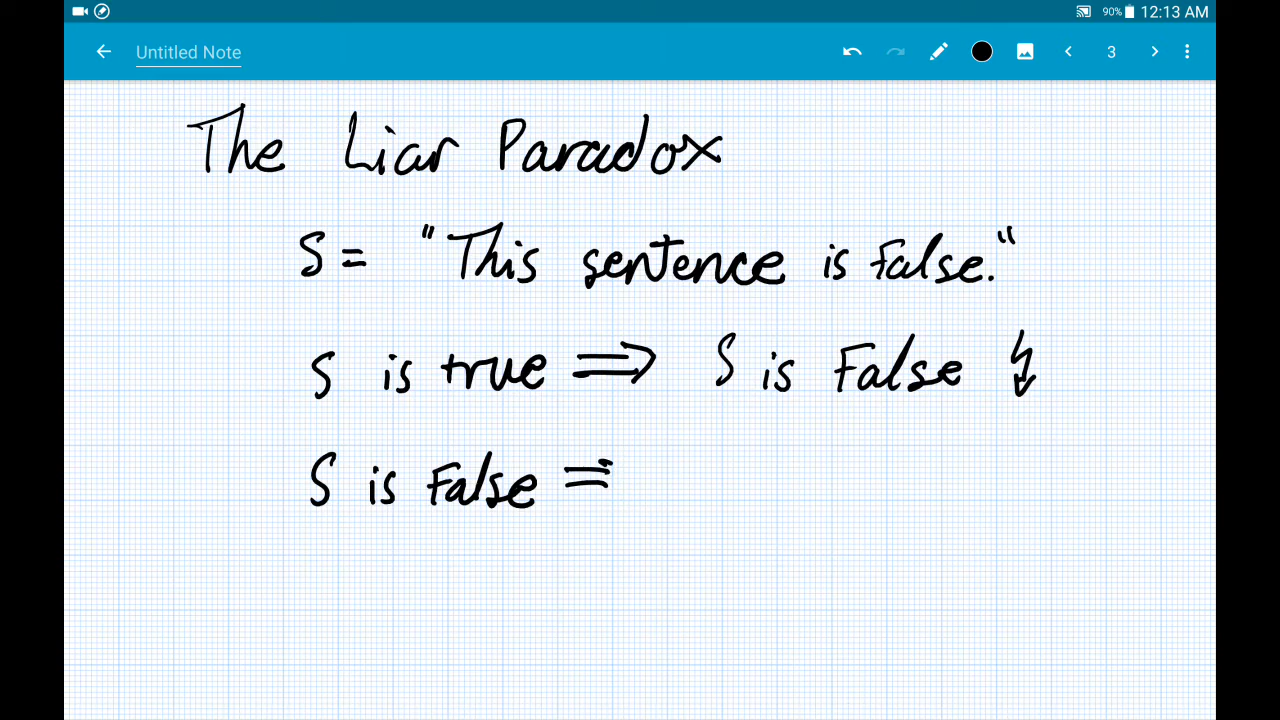 90% 12:13 AM
Untitled Note 3
The Liar Paradox
S = "This sentence is False."
S is true ⟹ S is False ↯
S is False =